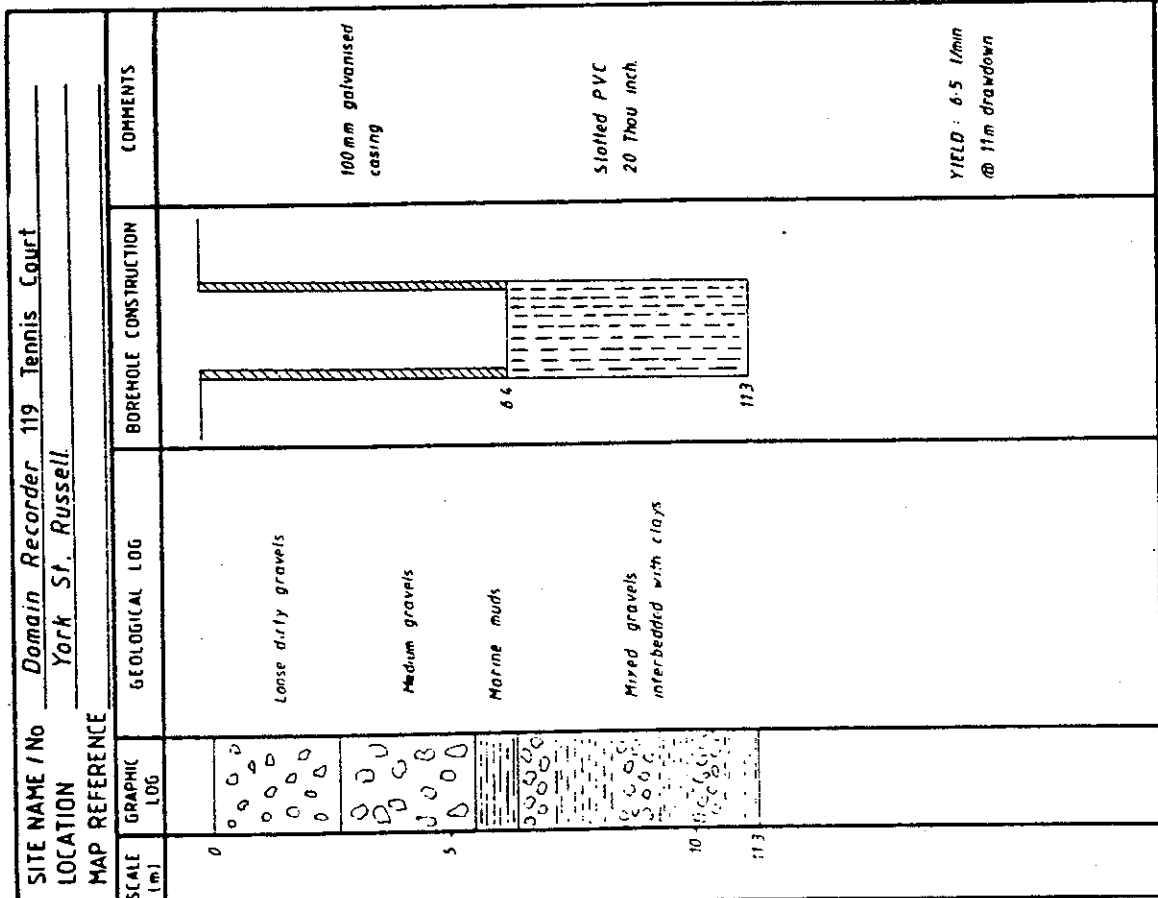 SITE NAME / No Domain Recorder 119 Tennis Court
LOCATION York St. Russell.
MAP REFERENCE
SCALE (m)
GRAPHIC LOG
GEOLOGICAL LOG
BOREHOLE CONSTRUCTION
COMMENTS
0
5
10
11.3
Loose dirty gravels
Medium gravels
Marine muds
Mixed gravels
interbedded with clays
6.4
11.3
100 mm galvanised
casing
Slotted PVC
20 Thou inch.
YIELD: 6.5 l/min
@ 11m drawdown